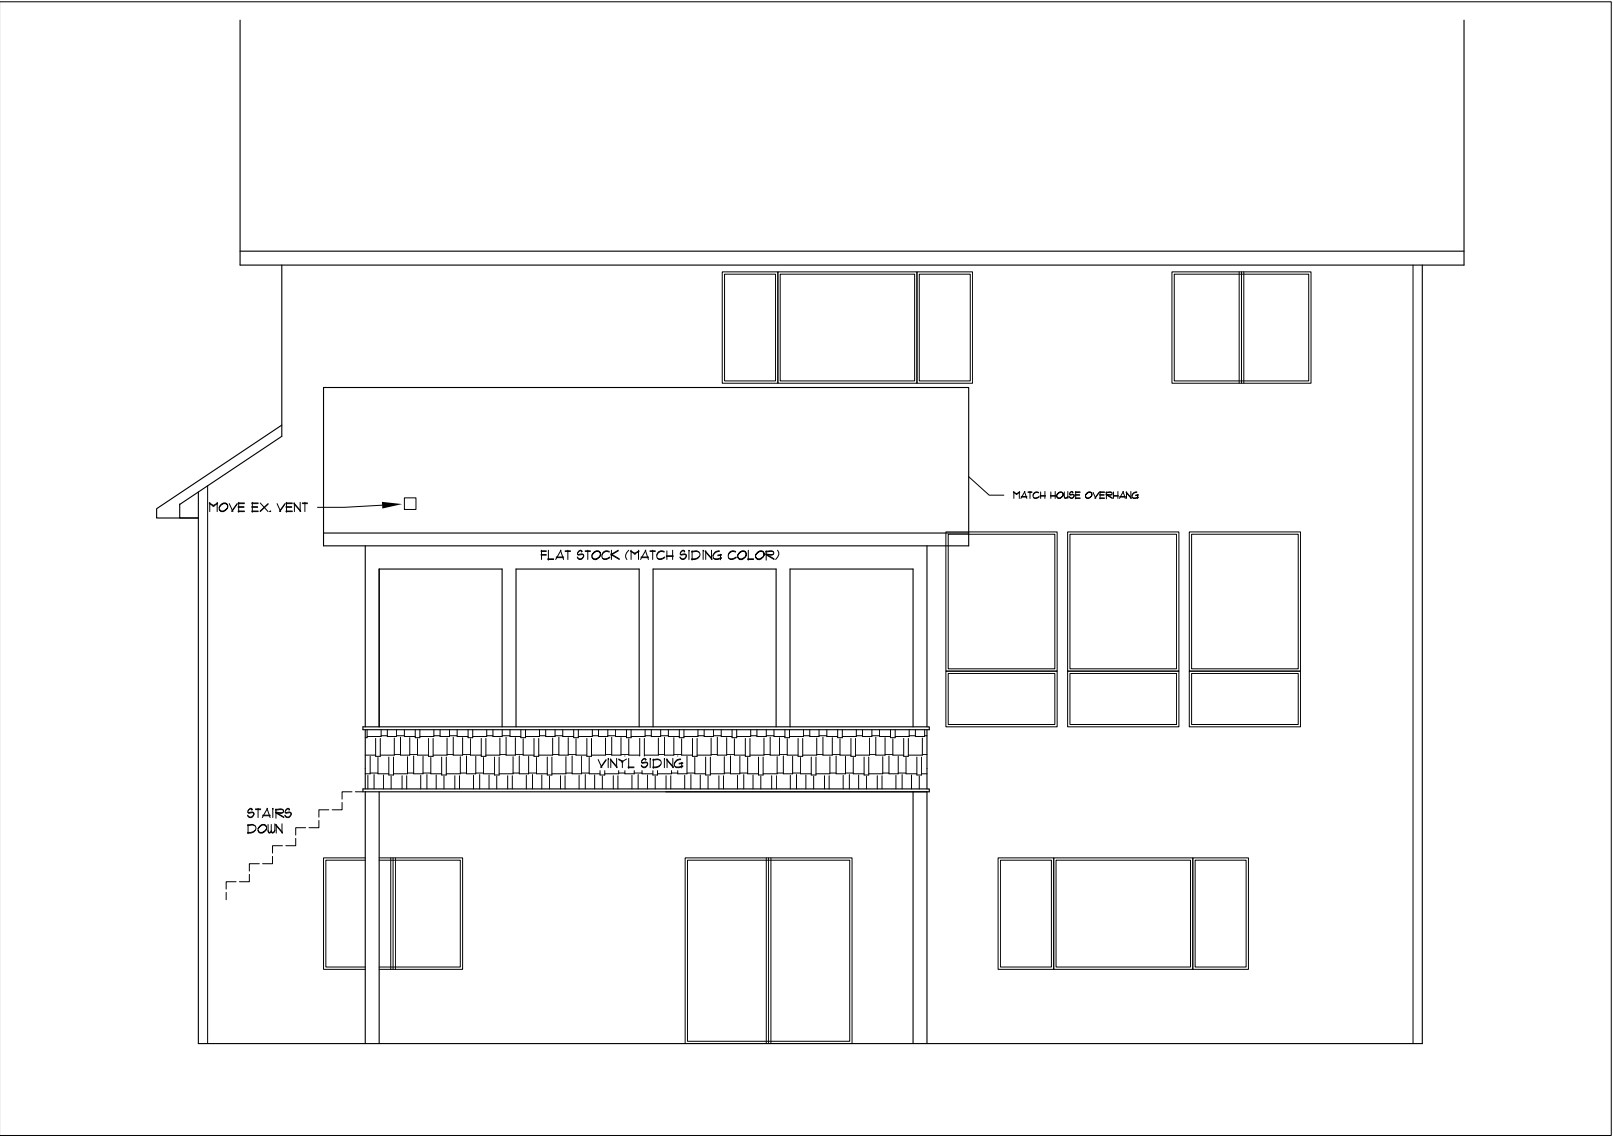 MOVE EX. VENT
MATCH HOUSE OVERHANG
FLAT STOCK (MATCH SIDING COLOR)
VINYL SIDING
STAIRS
DOWN